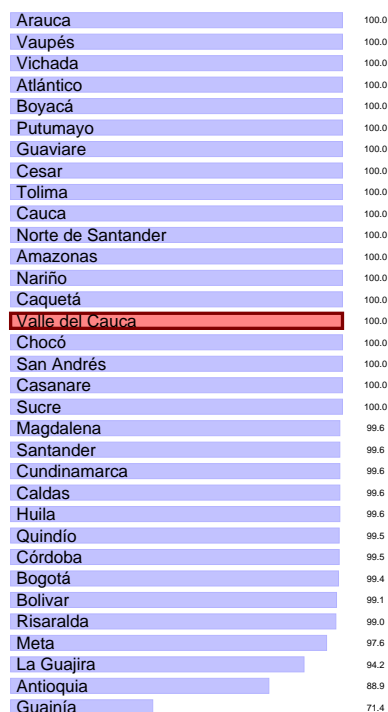 Arauca 100.0
Vaupés 100.0
Vichada 100.0
Atlántico 100.0
Boyacá 100.0
Putumayo 100.0
Guaviare 100.0
Cesar 100.0
Tolima 100.0
Cauca 100.0
Norte de Santander 100.0
Amazonas 100.0
Nariño 100.0
Caquetá 100.0
Valle del Cauca 100.0
Chocó 100.0
San Andrés 100.0
Casanare 100.0
Sucre 100.0
Magdalena 99.6
Santander 99.6
Cundinamarca 99.6
Caldas 99.6
Huila 99.6
Quindío 99.5
Córdoba 99.5
Bogotá 99.4
Bolivar 99.1
Risaralda 99.0
Meta 97.6
La Guajira 94.2
Antioquia 88.9
Guainía 71.4